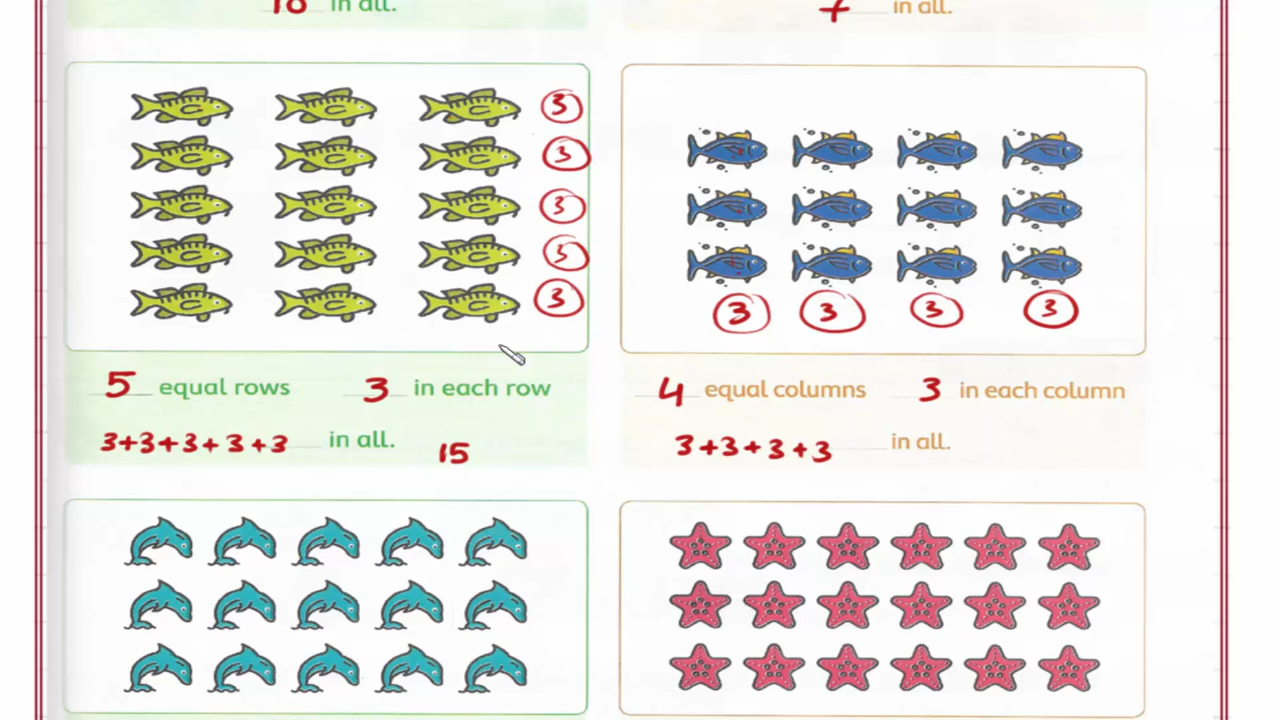 10 in all.
7 in all.
3
3
3
3
3
3 3 3 3
5 equal rows 3 in each row
3+3+3+3+3 in all. 15
4 equal columns 3 in each column
3+3+3+3 in all.